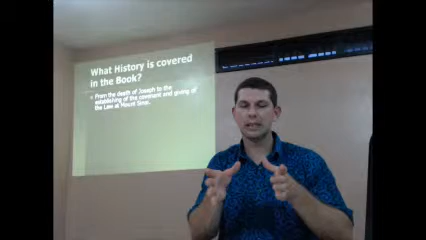 What History is covered
in the Book?
From the death of Joseph to the
establishing of the covenant and giving of
the Law at Mount Sinai.